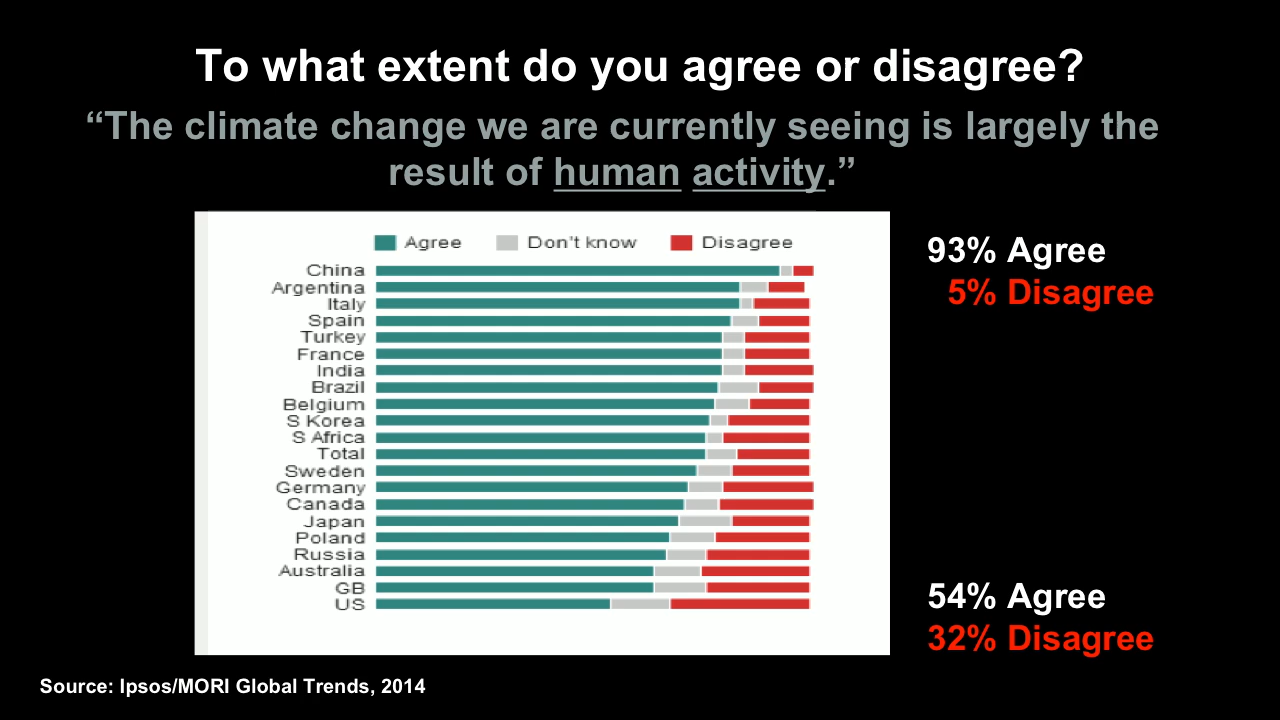 To what extent do you agree or disagree?
“The climate change we are currently seeing is largely the
result of human activity.”
Agree Don't know Disagree
China
Argentina
Italy
Spain
Turkey
France
India
Brazil
Belgium
S Korea
S Africa
Total
Sweden
Germany
Canada
Japan
Poland
Russia
Australia
GB
US
93% Agree
5% Disagree
54% Agree
32% Disagree
Source: Ipsos/MORI Global Trends, 2014